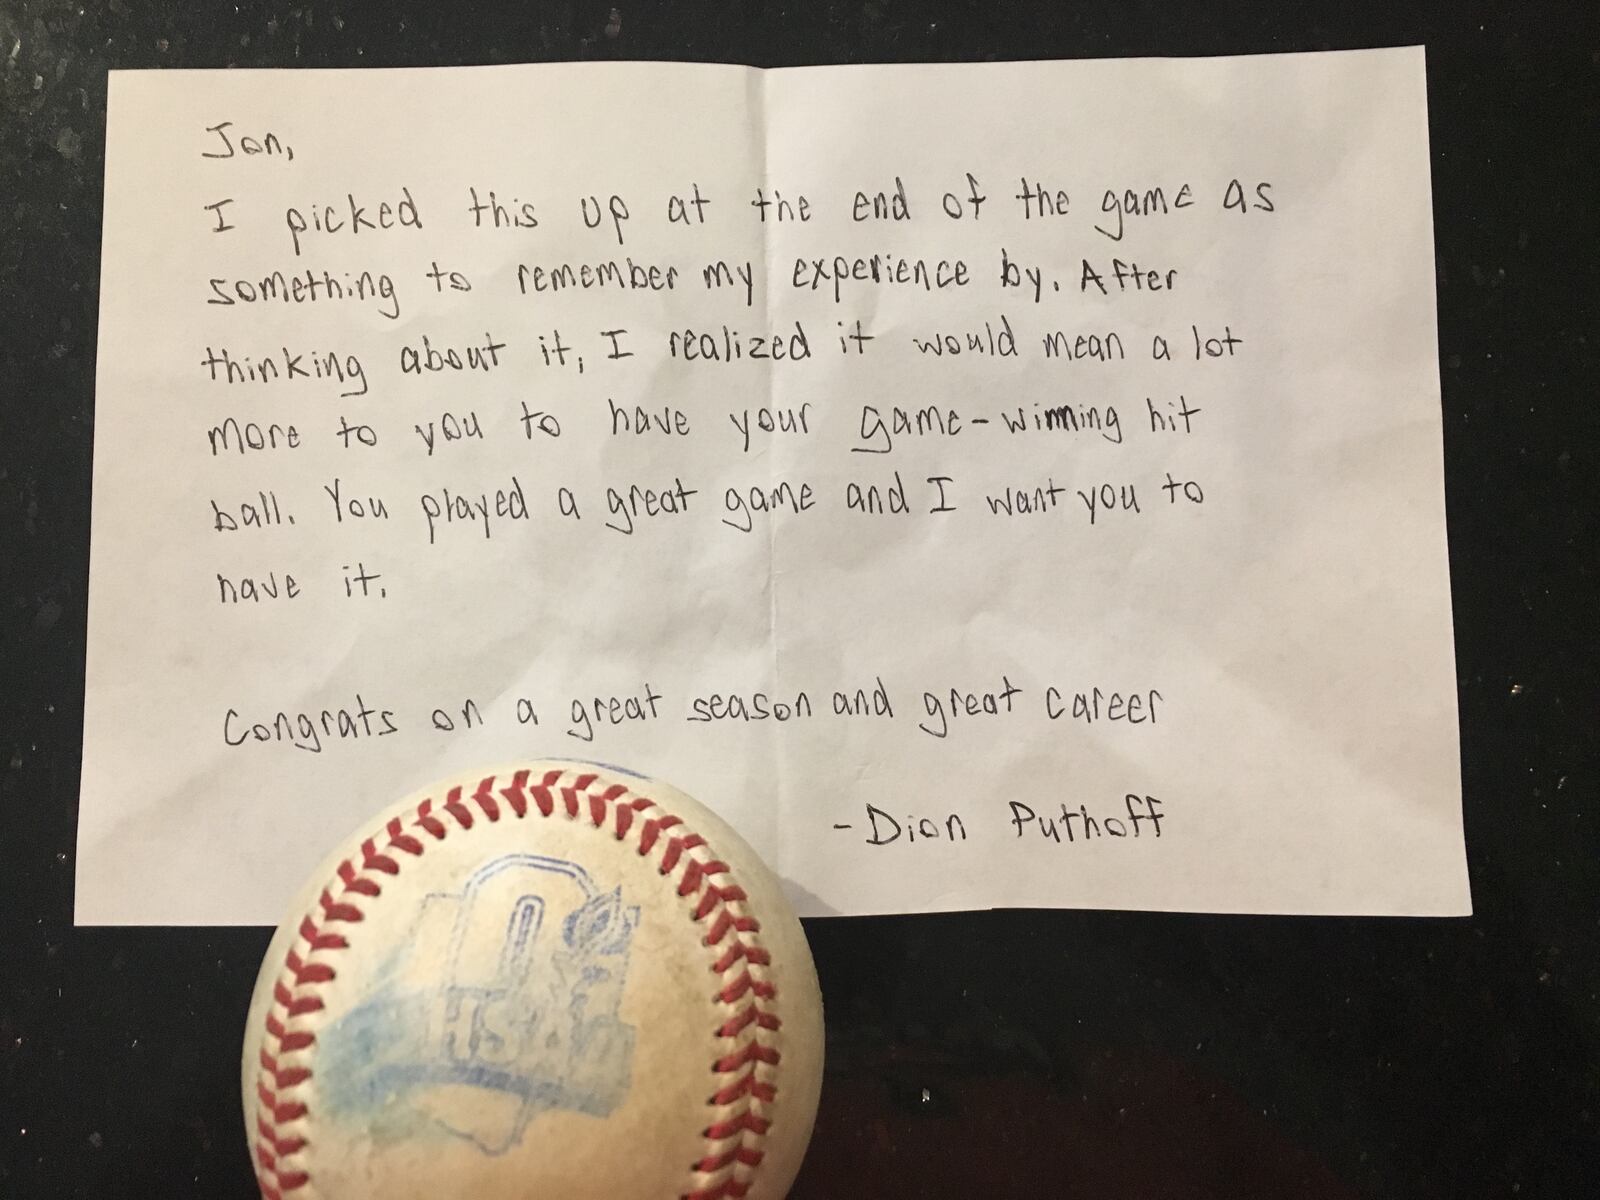 Jon,
I picked this up at the end of the game as
something to remember my experience by. After
thinking about it, I realized it would mean a lot
more to you to have your game-winning hit
ball. You played a great game and I want you to
have it.
Congrats on a great season and great career
-Dion Puthoff
OHSAA